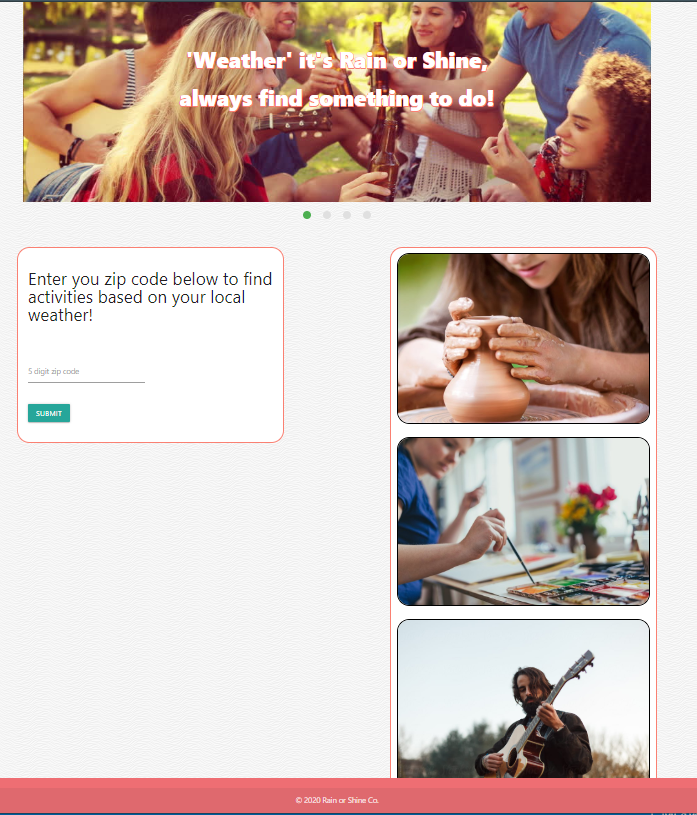 'Weather' it's Rain or Shine,
always find something to do!
Enter you zip code below to find
activities based on your local
weather!
5 digit zip code
SUBMIT
© 2020 Rain or Shine Co.